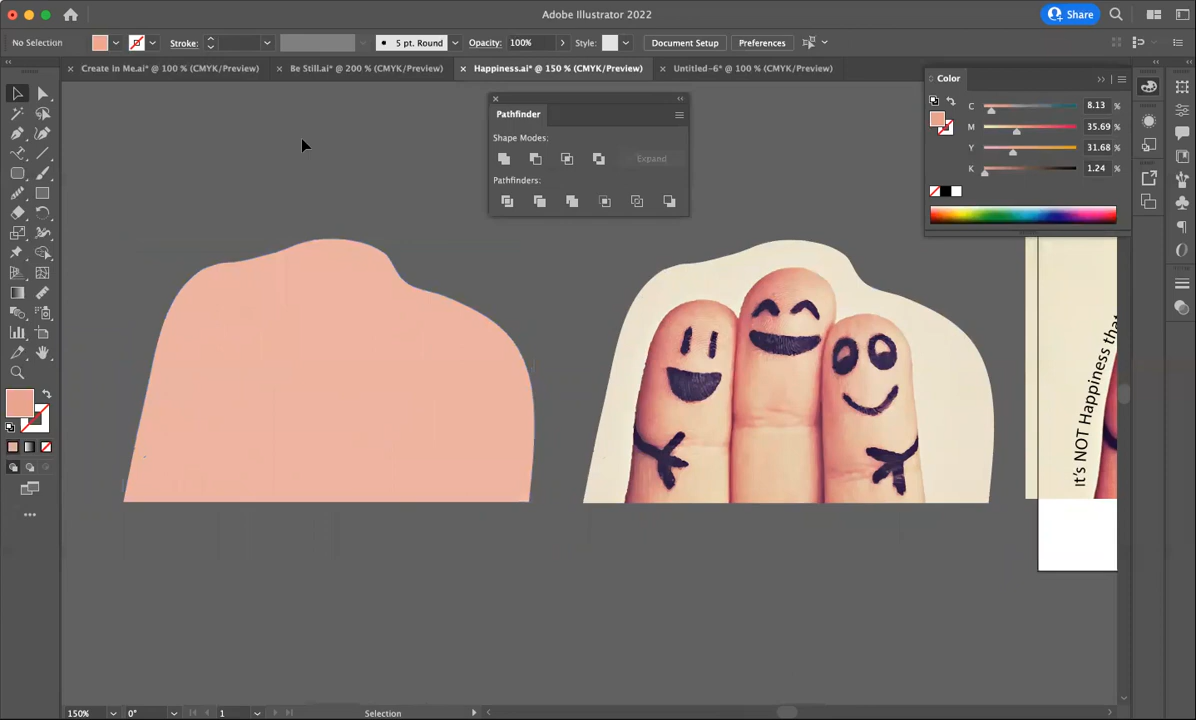 Adobe Illustrator 2022
Share
No Selection
Stroke:
5 pt. Round
Opacity: 100%
Style:
Document Setup
Preferences
Create in Me.ai* @ 100 % (CMYK/Preview)
Be Still.ai* @ 200 % (CMYK/Preview)
Happiness.ai* @ 150 % (CMYK/Preview)
Untitled-6* @ 100 % (CMYK/Preview)
Color
C 8.13 %
M 35.69 %
Y 31.68 %
K 1.24 %
Pathfinder
Shape Modes:
Expand
Pathfinders:
It's NOT Happiness that
150%
0°
1
Selection